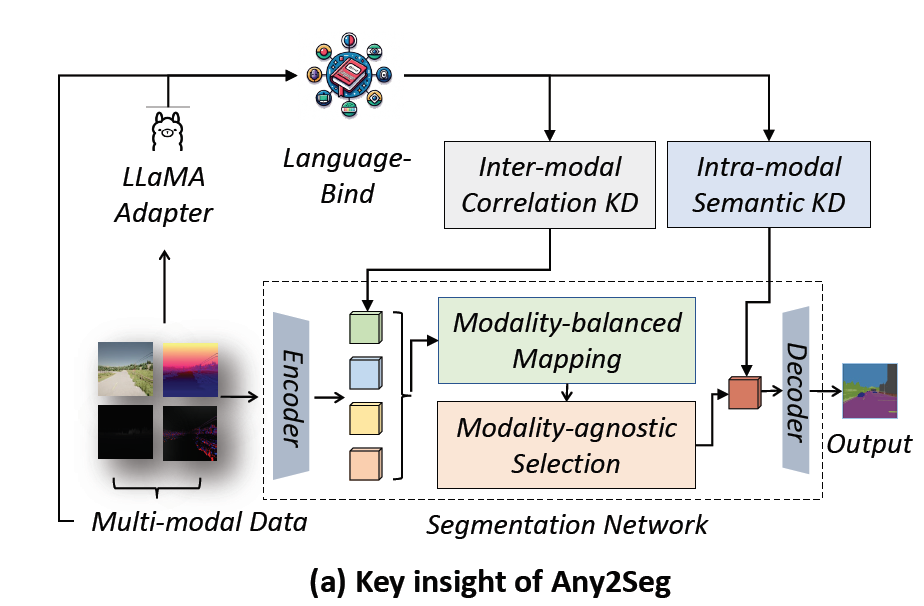 LLaMA
Adapter
Language-
Bind
Inter-modal
Correlation KD
Intra-modal
Semantic KD
Encoder
Modality-balanced
Mapping
Modality-agnostic
Selection
Decoder
Output
Multi-modal Data
Segmentation Network
(a) Key insight of Any2Seg